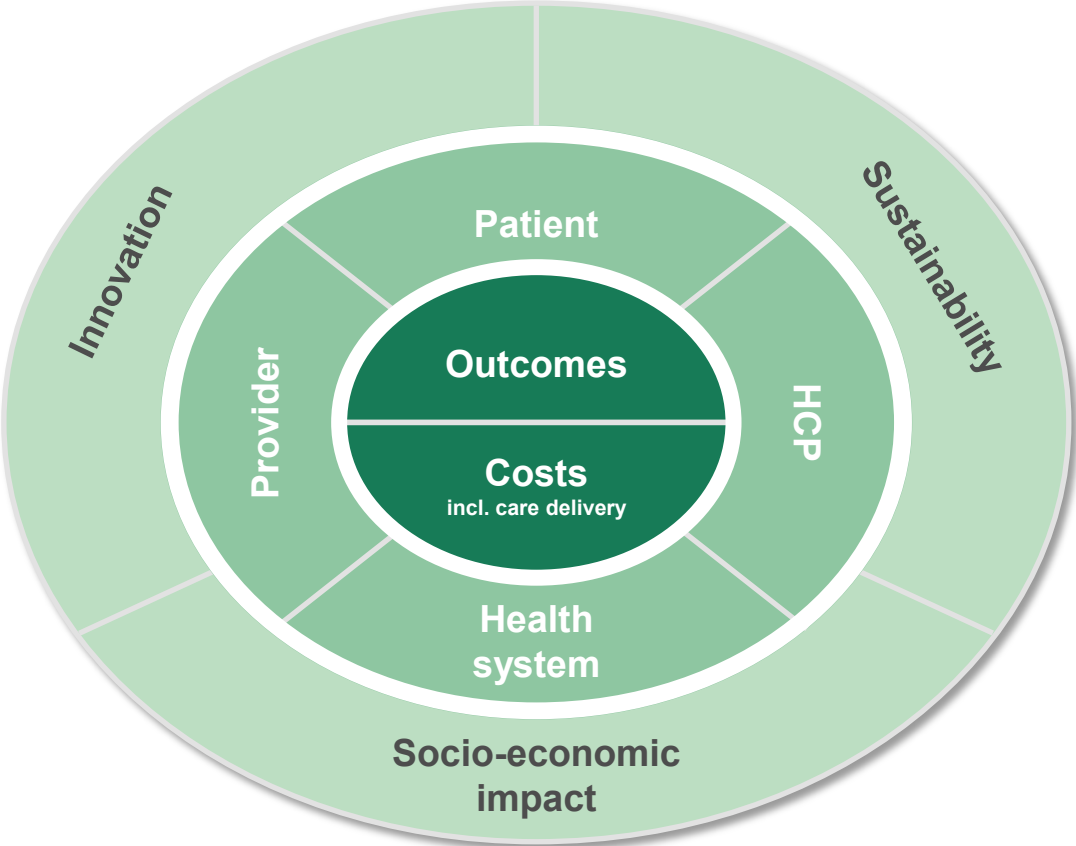 Innovation
Sustainability
Patient
Provider
HCP
Outcomes
Costs
incl. care delivery
Health
system
Socio-economic
impact